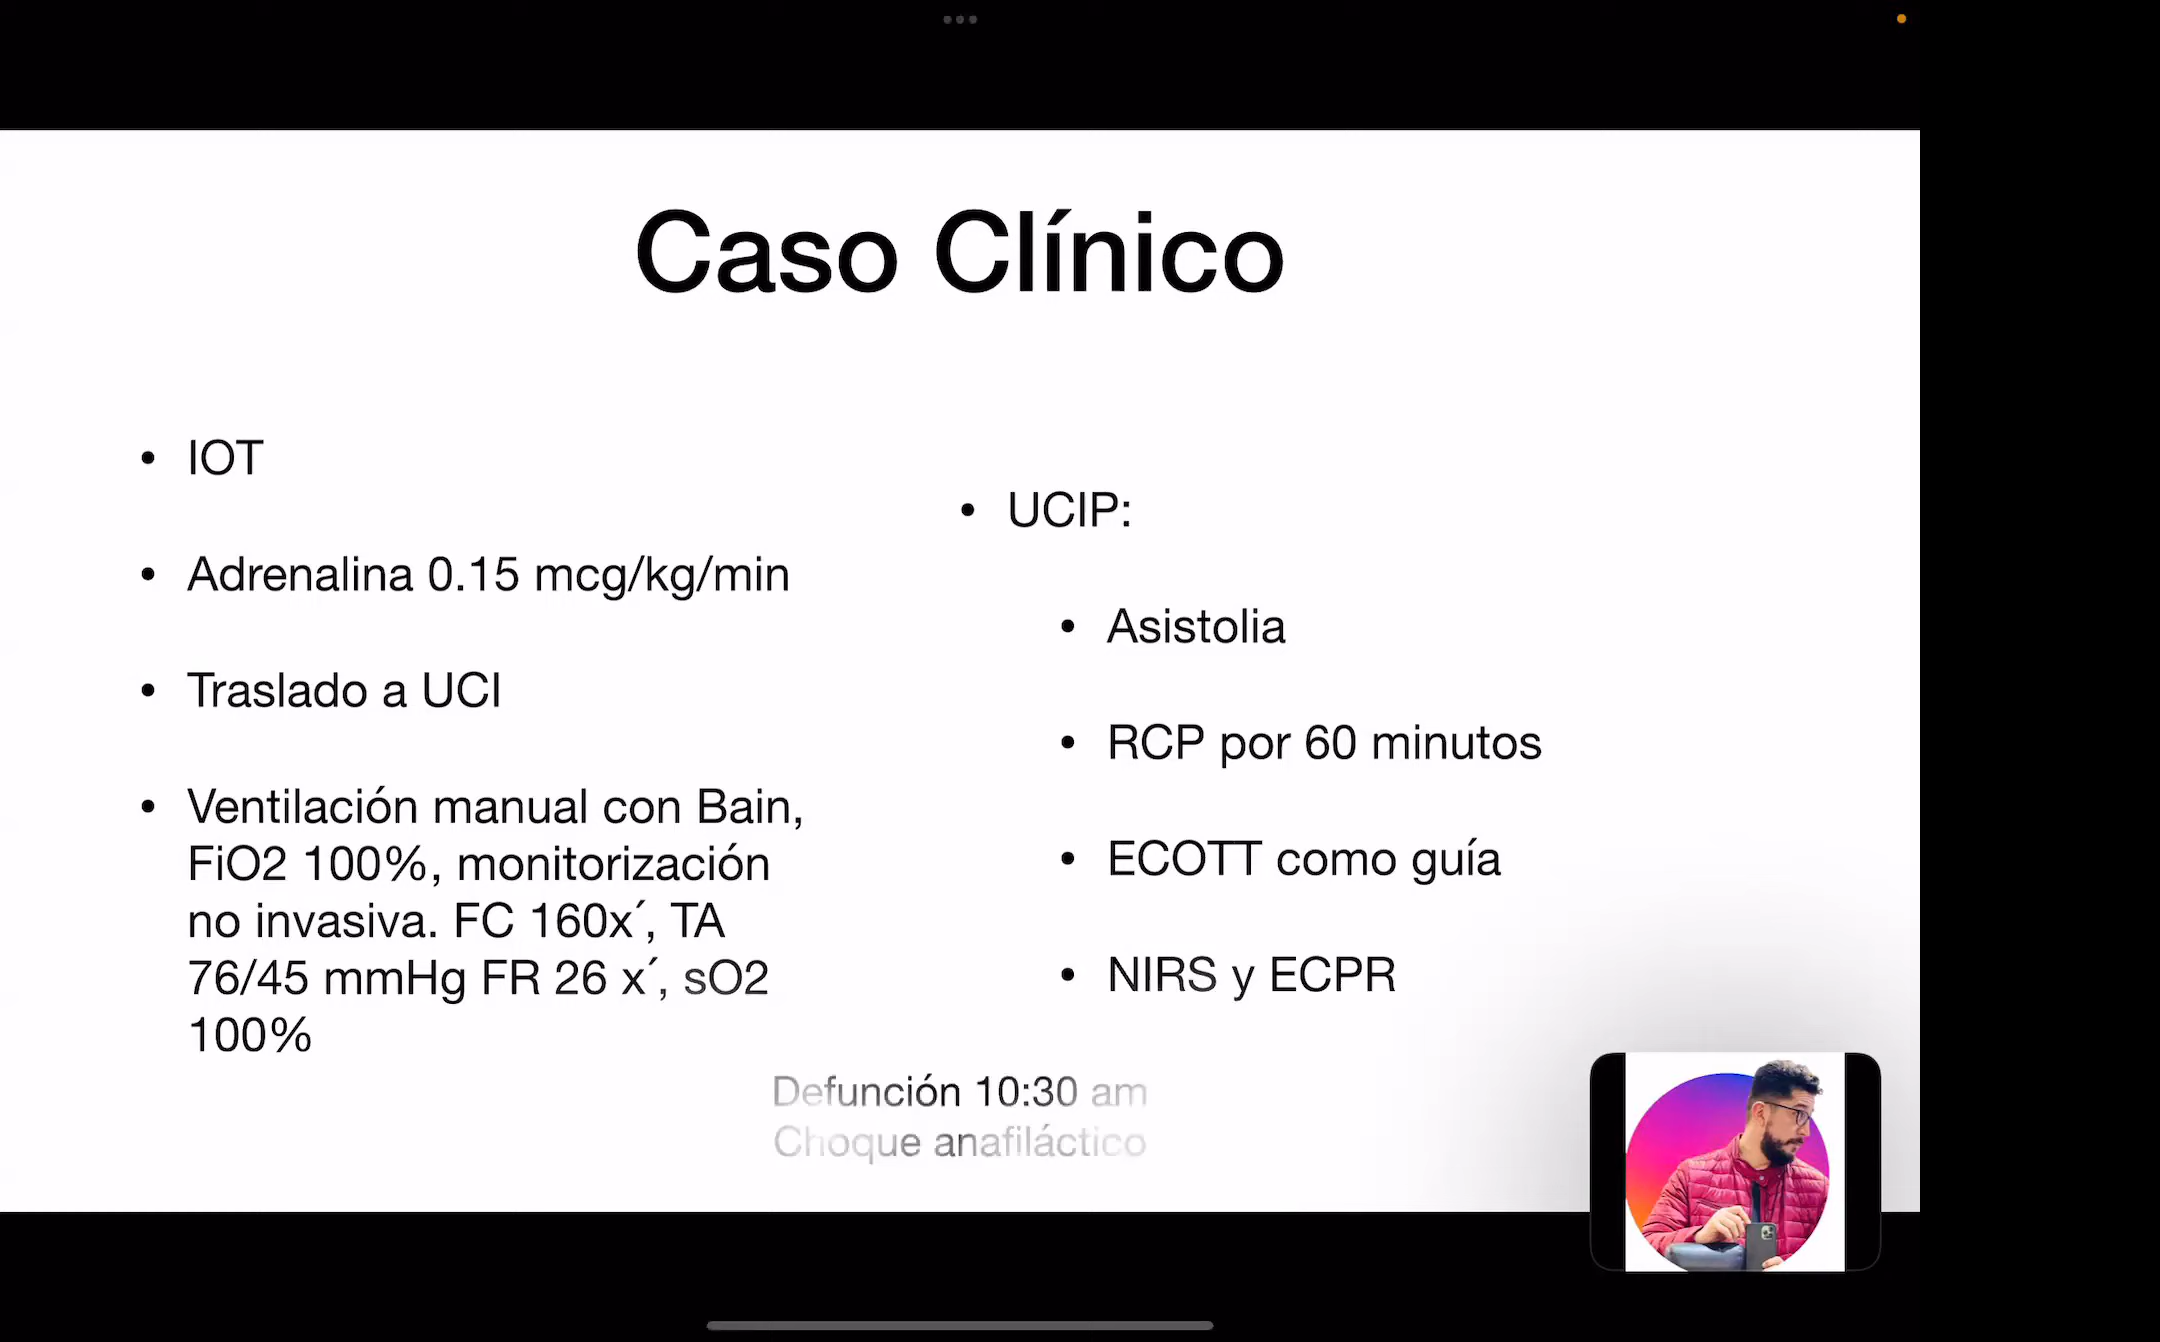 Caso Clínico
• IOT
• Adrenalina 0.15 mcg/kg/min
• Traslado a UCI
• Ventilación manual con Bain,
FiO2 100%, monitorización
no invasiva. FC 160x´, TA
76/45 mmHg FR 26 x´, sO2
100%
• UCIP:
• Asistolia
• RCP por 60 minutos
• ECOTT como guía
• NIRS y ECPR
Defunción 10:30 am
Choque anafiláctico